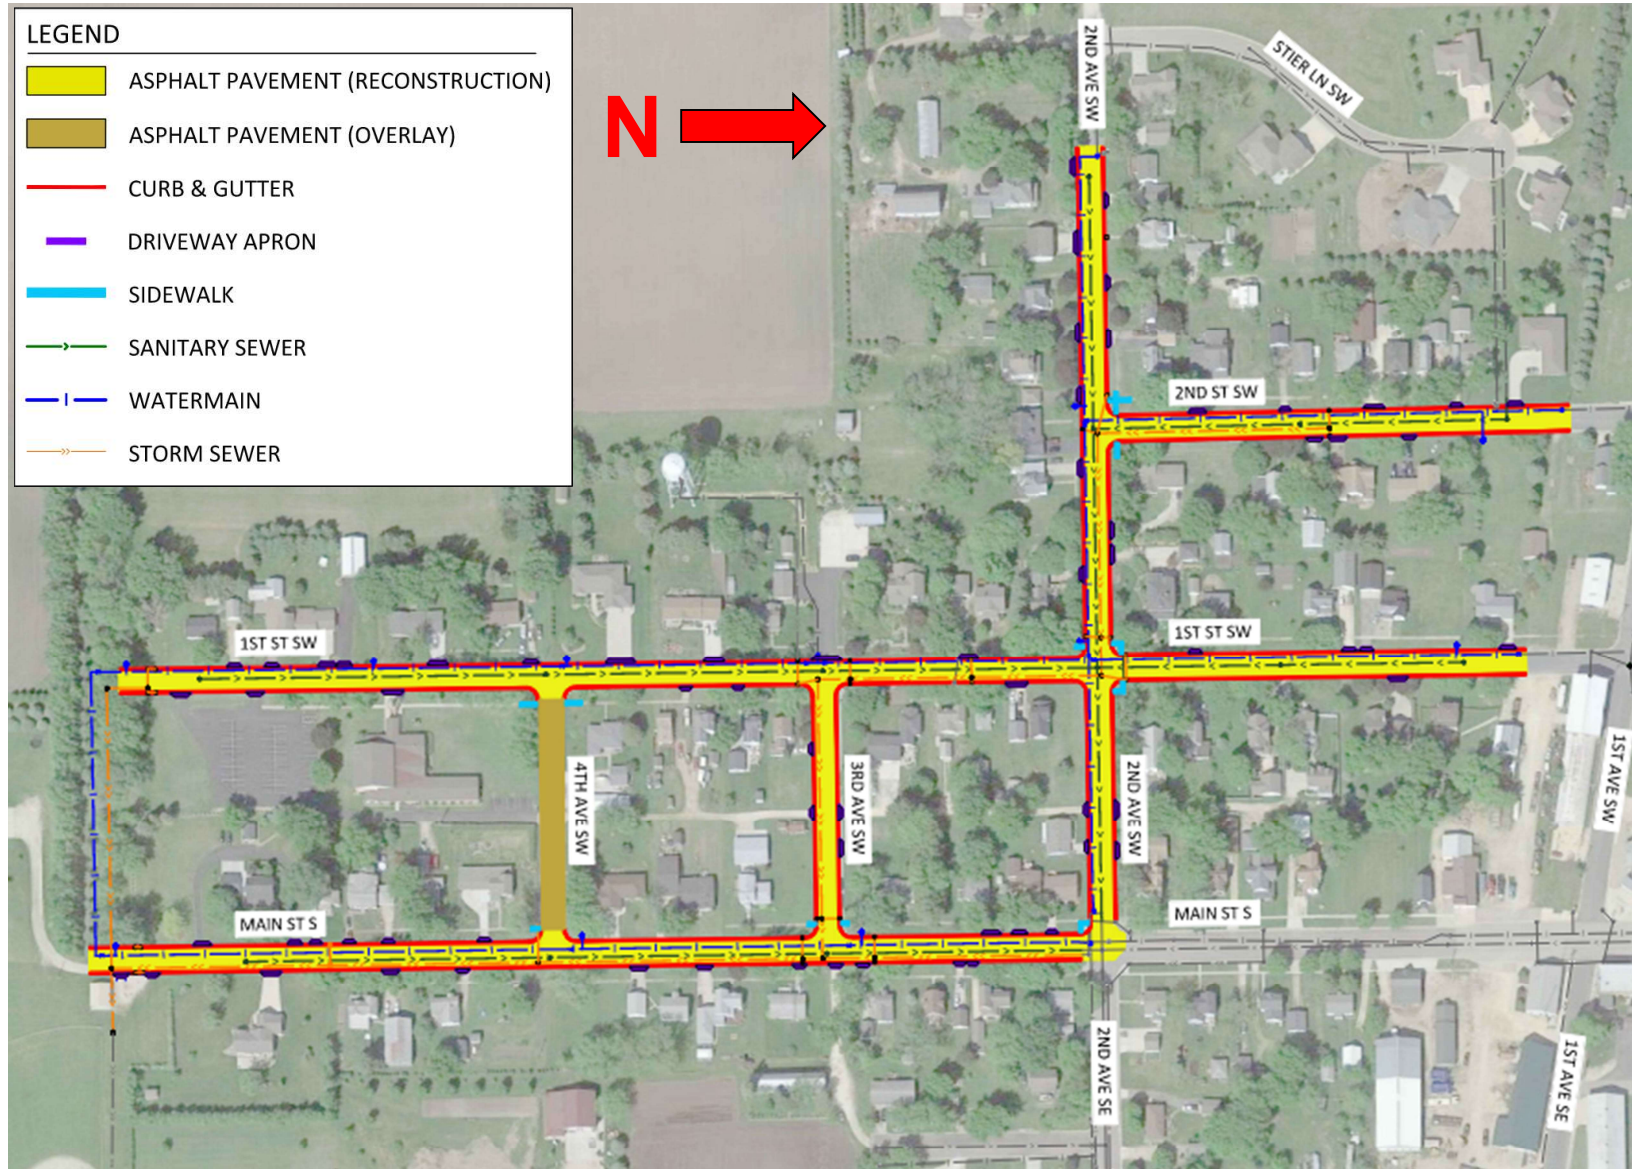 LEGEND
ASPHALT PAVEMENT (RECONSTRUCTION)
ASPHALT PAVEMENT (OVERLAY)
CURB & GUTTER
DRIVEWAY APRON
SIDEWALK
SANITARY SEWER
WATERMAIN
STORM SEWER
N
2ND AVE SW
STIER LN SW
2ND ST SW
1ST ST SW
1ST ST SW
1ST AVE SW
4TH AVE SW
3RD AVE SW
2ND AVE SW
MAIN ST S
MAIN ST S
2ND AVE SE
1ST AVE SE